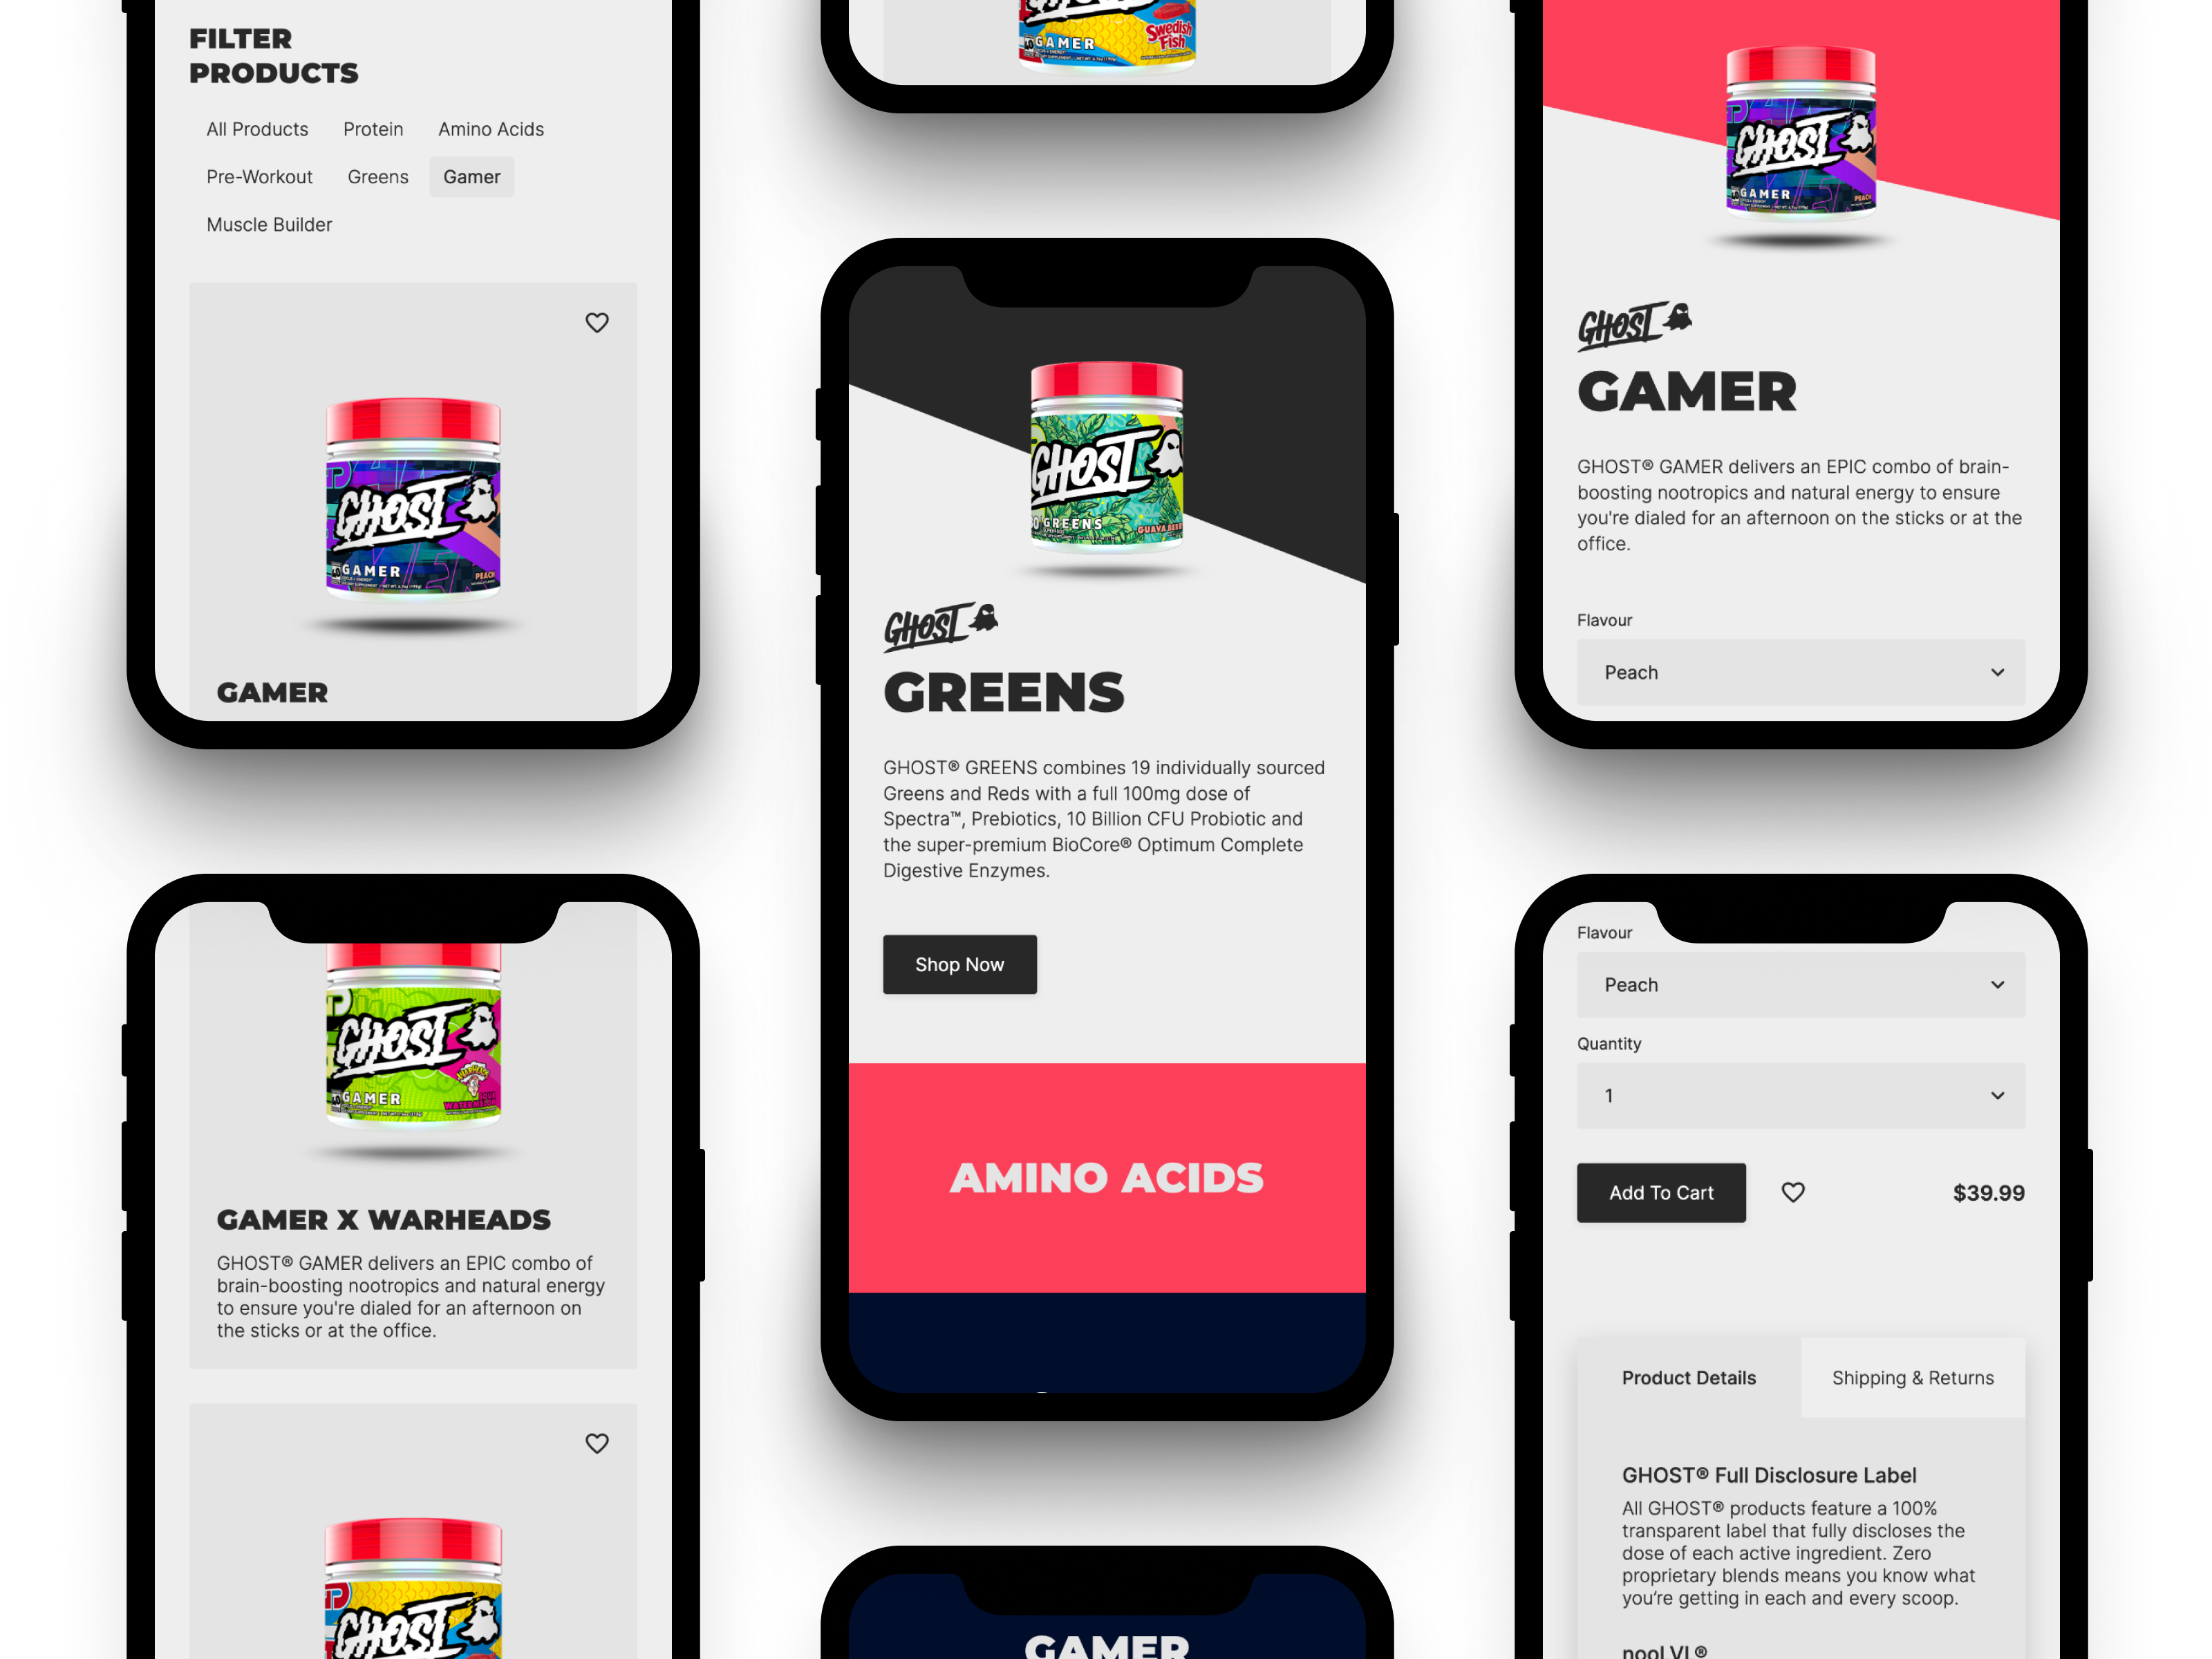 FILTER
PRODUCTS
All Products
Protein
Amino Acids
Pre-Workout
Greens
Gamer
Muscle Builder
GHOST
GAMER
PEACH
GAMER
GHOST
GAMER
WARHEADS
SOUR
WATERMELON
GAMER X WARHEADS
GHOST® GAMER delivers an EPIC combo of
brain-boosting nootropics and natural energy
to ensure you're dialed for an afternoon on
the sticks or at the office.
GHOST
GAMER
Swedish
Fish
GHOST
GREENS
GHOST
GREENS
GHOST® GREENS combines 19 individually sourced
Greens and Reds with a full 100mg dose of
Spectra™, Prebiotics, 10 Billion CFU Probiotic and
the super-premium BioCore® Optimum Complete
Digestive Enzymes.
Shop Now
AMINO ACIDS
GAMER
GHOST
GAMER
PEACH
GHOST
GAMER
GHOST® GAMER delivers an EPIC combo of brain-
boosting nootropics and natural energy to ensure
you're dialed for an afternoon on the sticks or at the
office.
Flavour
Peach
Flavour
Peach
Quantity
1
Add To Cart
$39.99
Product Details
Shipping & Returns
GHOST® Full Disclosure Label
All GHOST® products feature a 100%
transparent label that fully discloses the
dose of each active ingredient. Zero
proprietary blends means you know what
you're getting in each and every scoop.